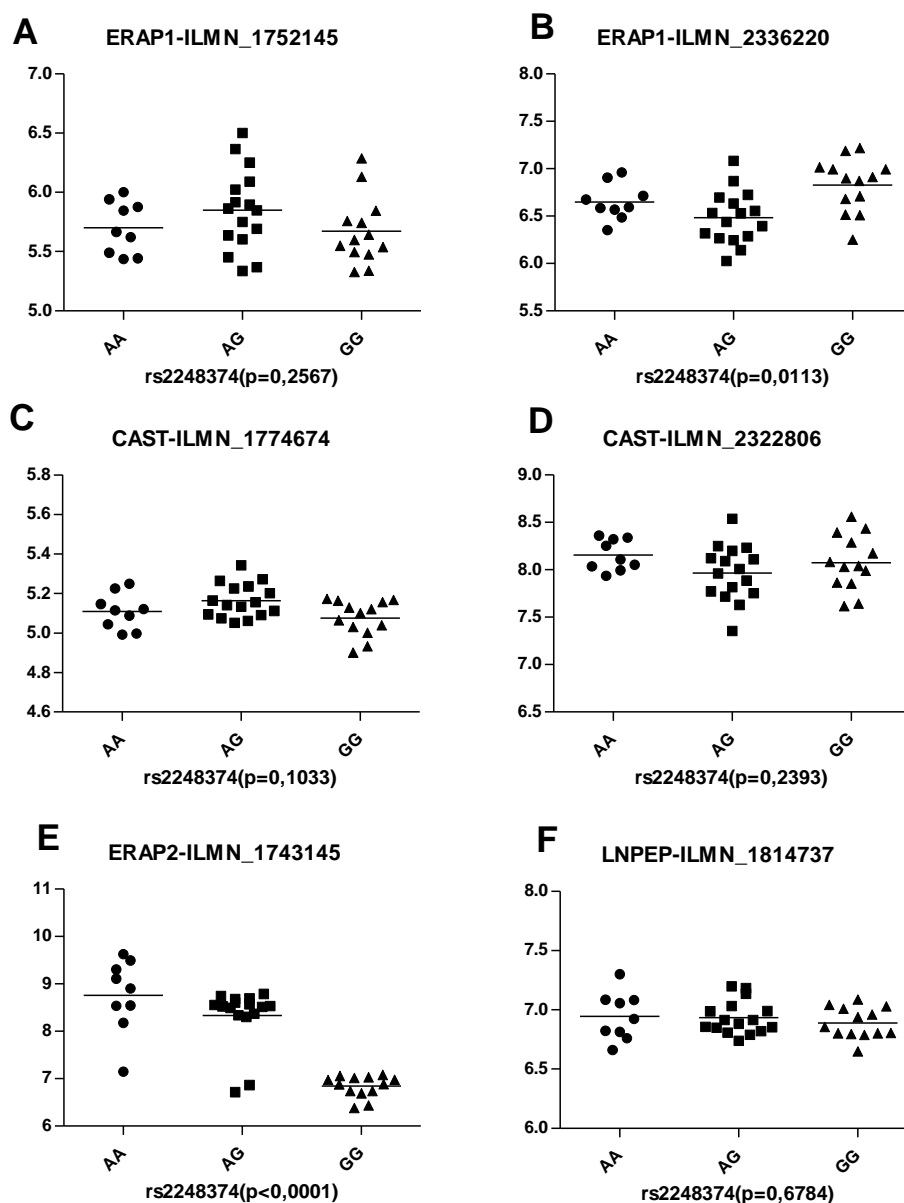 A
ERAP1-ILMN_1752145
7.0
6.5
6.0
5.5
5.0
AA
AG
GG
rs2248374(p=0,2567)
B
ERAP1-ILMN_2336220
8.0
7.5
7.0
6.5
6.0
5.5
AA
AG
GG
rs2248374(p=0,0113)
C
CAST-ILMN_1774674
5.8
5.6
5.4
5.2
5.0
4.8
4.6
AA
AG
GG
rs2248374(p=0,1033)
D
CAST-ILMN_2322806
9.0
8.5
8.0
7.5
7.0
6.5
AA
AG
GG
rs2248374(p=0,2393)
E
ERAP2-ILMN_1743145
11
10
9
8
7
6
AA
AG
GG
rs2248374(p<0,0001)
F
LNPEP-ILMN_1814737
8.0
7.5
7.0
6.5
6.0
AA
AG
GG
rs2248374(p=0,6784)